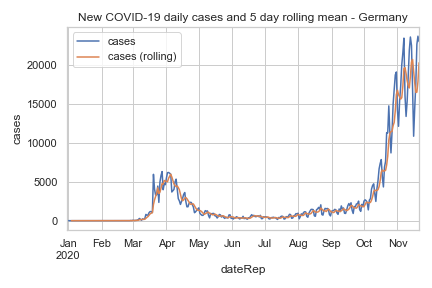 New COVID-19 daily cases and 5 day rolling mean - Germany
cases
cases (rolling)
20000
15000
10000
5000
0
cases
Jan Feb Mar Apr May Jun Jul Aug Sep Oct Nov
2020
dateRep